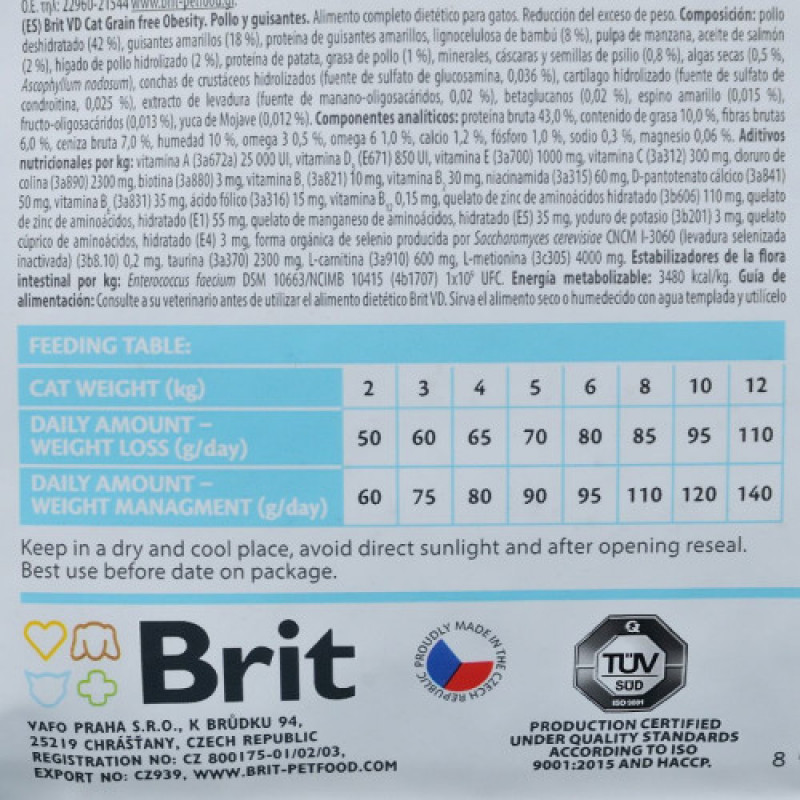 O.E. τηλ: 22960-21544 www.brit-petfood.gr.
(ES) Brit VD Cat Grain free Obesity. Pollo y guisantes. Alimento completo dietético para gatos. Reducción del exceso de peso. Composición: pollo
deshidratado (42 %), guisantes amarillos (18 %), proteína de guisantes amarillos, lignocelulosa de bambú (8 %), pulpa de manzana, aceite de salmón
(2 %), hígado de pollo hidrolizado (2 %), proteína de patata, grasa de pollo (1 %), minerales, cáscaras y semillas de psilio (0,8 %), algas secas (0,5 %,
Ascophyllum nodosum), conchas de crustáceos hidrolizados (fuente de sulfato de glucosamina, 0,036 %), cartílago hidrolizado (fuente de sulfato de
condroitina, 0,025 %), extracto de levadura (fuente de manano-oligosacáridos, 0,02 %), betaglucanos (0,02 %), espino amarillo (0,015 %),
fructo-oligosacáridos (0,013 %), yuca de Mojave (0,012 %). Componentes analíticos: proteína bruta 43,0 %, contenido de grasa 10,0 %, fibras brutas
6,0 %, ceniza bruta 7,0 %, humedad 10 %, omega 3 0,5 %, omega 6 1,0 %, calcio 1,2 %, fósforo 1,0 %, sodio 0,3 %, magnesio 0,06 %. Aditivos
nutricionales por kg: vitamina A (3a672a) 25 000 UI, vitamina D₃ (E671) 850 UI, vitamina E (3a700) 1000 mg, vitamina C (3a312) 300 mg, cloruro de
colina (3a890) 2300 mg, biotina (3a880) 3 mg, vitamina B₁ (3a821) 10 mg, vitamina B₂ 30 mg, niacinamida (3a315) 60 mg, D-pantotenato cálcico (3a841)
50 mg, vitamina B₆ (3a831) 35 mg, ácido fólico (3a316) 15 mg, vitamina B₁₂ 0,15 mg, quelato de zinc de aminoácidos hidratado (3b606) 110 mg, quelato
de zinc de aminoácidos, hidratado (E1) 55 mg, quelato de manganeso de aminoácidos, hidratado (E5) 35 mg, yoduro de potasio (3b201) 3 mg, quelato
cúprico de aminoácidos, hidratado (E4) 3 mg, forma orgánica de selenio producida por Saccharomyces cerevisiae CNCM I-3060 (levadura selenizada
inactivada) (3b8.10) 0,2 mg, taurina (3a370) 2300 mg, L-carnitina (3a910) 600 mg, L-metionina (3c305) 4000 mg. Estabilizadores de la flora
intestinal por kg: Enterococcus faecium DSM 10663/NCIMB 10415 (4b1707) 1x10⁹ UFC. Energía metabolizable: 3480 kcal/kg. Guía de
alimentación: Consulte a su veterinario antes de utilizar el alimento dietético Brit VD. Sirva el alimento seco o humedecido con agua templada y utilícelo
FEEDING TABLE:
CAT WEIGHT (kg) 2 3 4 5 6 8 10 12
DAILY AMOUNT –
WEIGHT LOSS (g/day) 50 60 65 70 80 85 95 110
DAILY AMOUNT –
WEIGHT MANAGMENT (g/day) 60 75 80 90 95 110 120 140
Keep in a dry and cool place, avoid direct sunlight and after opening reseal.
Best use before date on package.
Brit
PROUDLY MADE IN THE CZECH REPUBLIC
Q
TÜV
SÜD
ISO 9001
VAFO PRAHA S.R.O., K BRŮDKU 94,
25219 CHRÁŠŤANY, CZECH REPUBLIC
REGISTRATION NO: CZ 800175-01/02/03,
EXPORT NO: CZ939, WWW.BRIT-PETFOOD.COM
PRODUCTION CERTIFIED
UNDER QUALITY STANDARDS
ACCORDING TO ISO
9001:2015 AND HACCP.
8